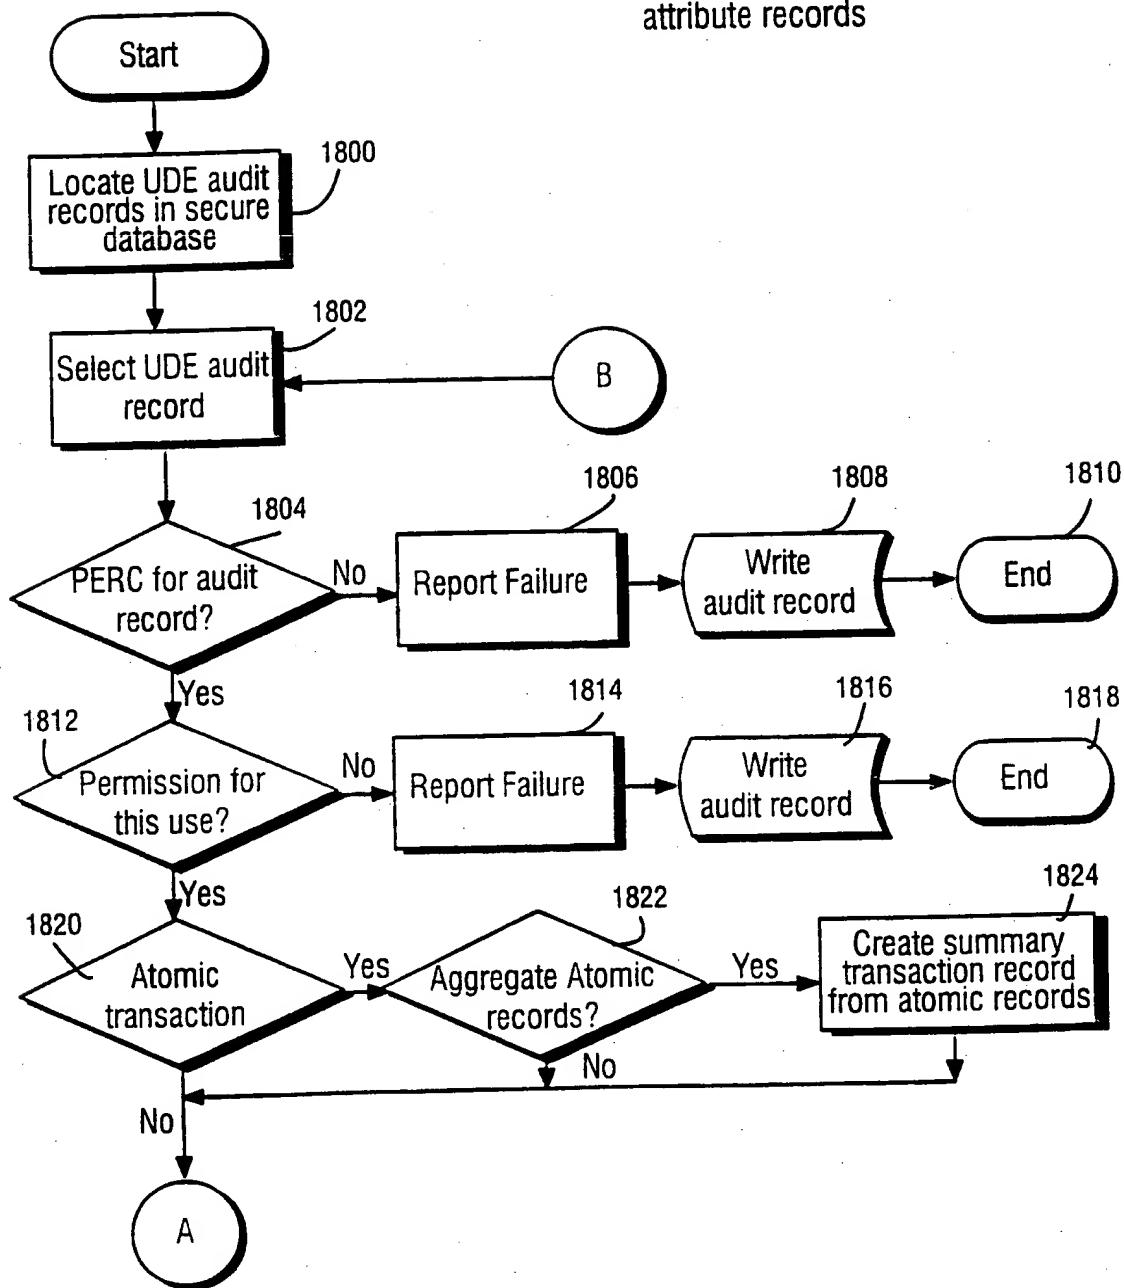 attribute records
Start
1800
Locate UDE audit
records in secure
database
1802
Select UDE audit
record
B
1804
PERC for audit
record?
No
1806
Report Failure
1808
Write
audit record
1810
End
Yes
1812
Permission for
this use?
No
1814
Report Failure
1816
Write
audit record
1818
End
Yes
1820
Atomic
transaction
Yes
1822
Aggregate Atomic
records?
Yes
1824
Create summary
transaction record
from atomic records
No
No
A